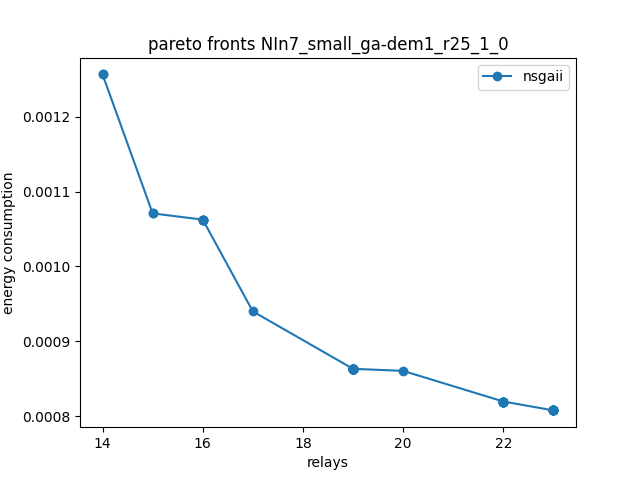 pareto fronts NIn7_small_ga-dem1_r25_1_0
nsgaii
energy consumption
0.0012
0.0011
0.0010
0.0009
0.0008
14 16 18 20 22
relays